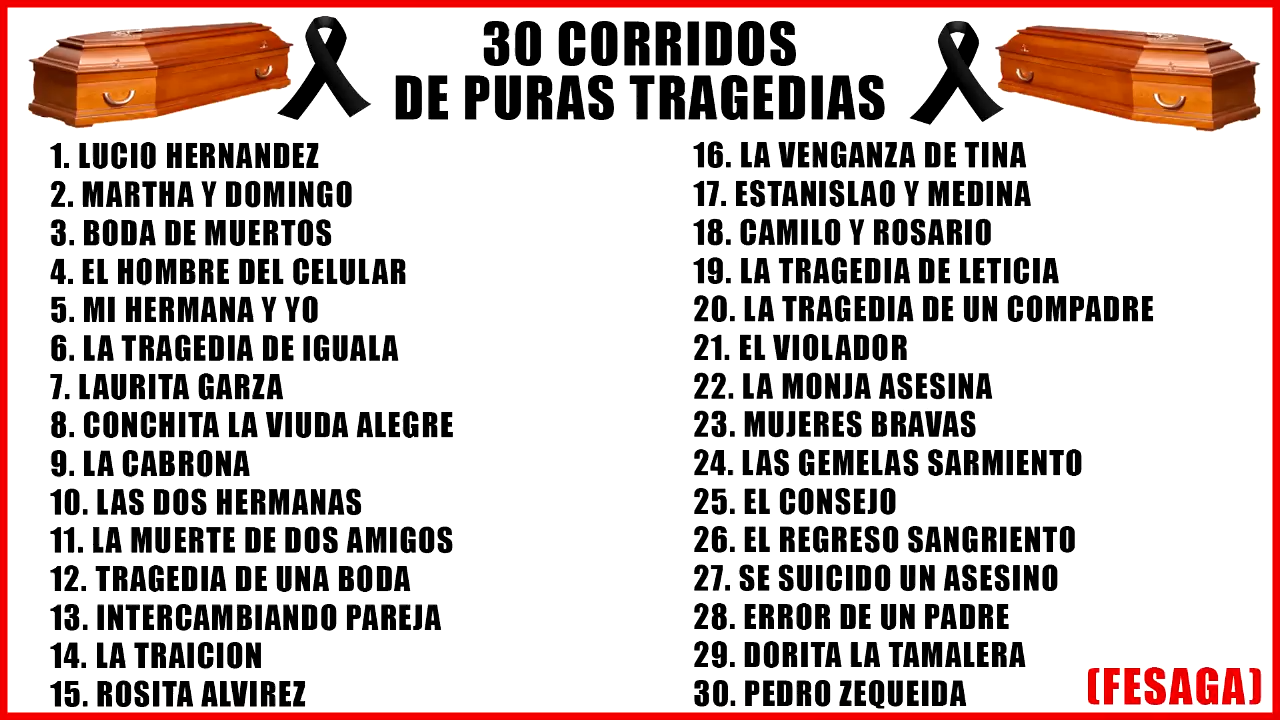 30 CORRIDOS
DE PURAS TRAGEDIAS
1. LUCIO HERNANDEZ
2. MARTHA Y DOMINGO
3. BODA DE MUERTOS
4. EL HOMBRE DEL CELULAR
5. MI HERMANA Y YO
6. LA TRAGEDIA DE IGUALA
7. LAURITA GARZA
8. CONCHITA LA VIUDA ALEGRE
9. LA CABRONA
10. LAS DOS HERMANAS
11. LA MUERTE DE DOS AMIGOS
12. TRAGEDIA DE UNA BODA
13. INTERCAMBIANDO PAREJA
14. LA TRAICION
15. ROSITA ALVIREZ
16. LA VENGANZA DE TINA
17. ESTANISLAO Y MEDINA
18. CAMILO Y ROSARIO
19. LA TRAGEDIA DE LETICIA
20. LA TRAGEDIA DE UN COMPADRE
21. EL VIOLADOR
22. LA MONJA ASESINA
23. MUJERES BRAVAS
24. LAS GEMELAS SARMIENTO
25. EL CONSEJO
26. EL REGRESO SANGRIENTO
27. SE SUICIDO UN ASESINO
28. ERROR DE UN PADRE
29. DORITA LA TAMALERA
30. PEDRO ZEQUEIDA
(FESAGA)